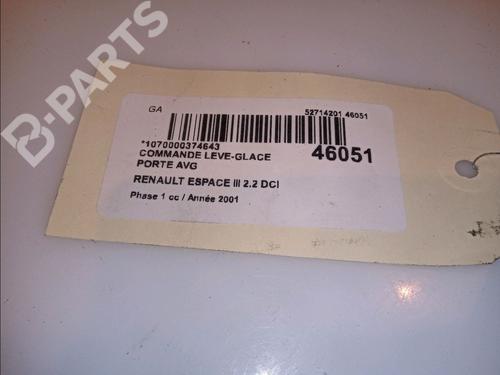 B-PARTS
GA
52714201 46051
*1070000374643
COMMANDE LEVE-GLACE
PORTE AVG
46051
RENAULT ESPACE III 2.2 DCI
Phase 1 cc / Année 2001